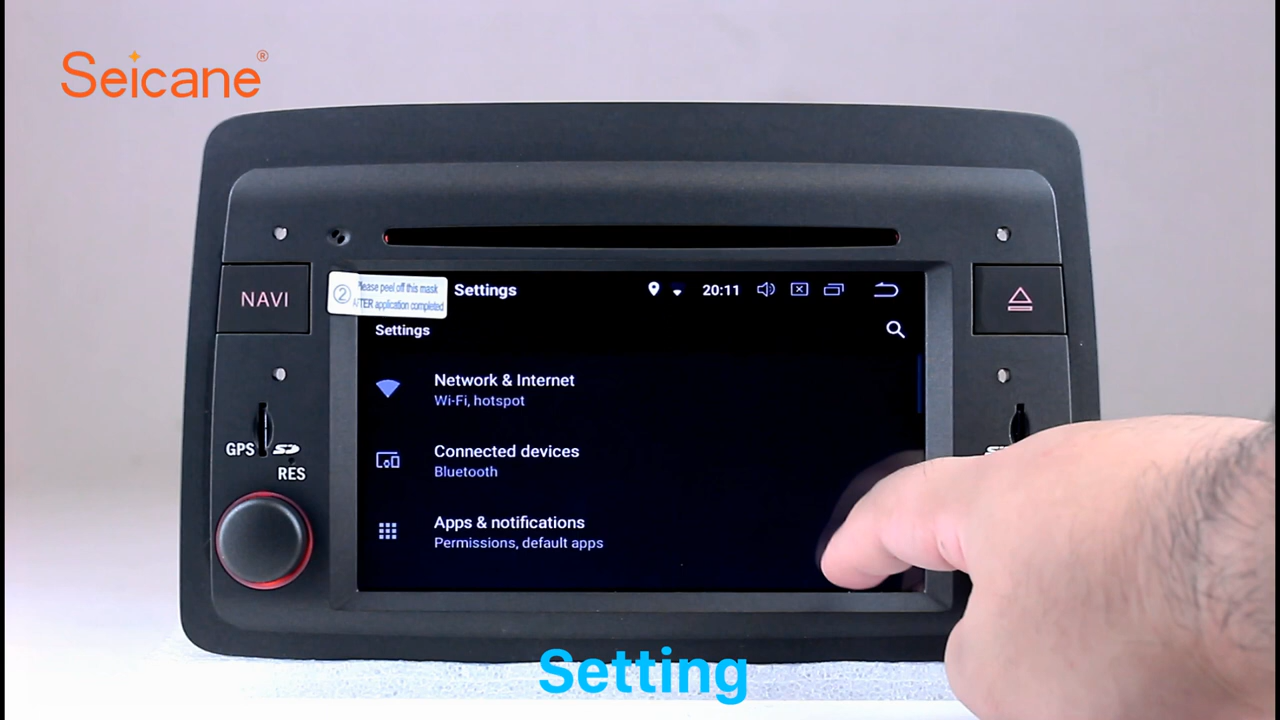 Seicane®
NAVI
② Please peel off this mask
AFTER application completed
Settings
20:11
Settings
Network & Internet
Wi-Fi, hotspot
Connected devices
Bluetooth
Apps & notifications
Permissions, default apps
GPS
RES
Setting